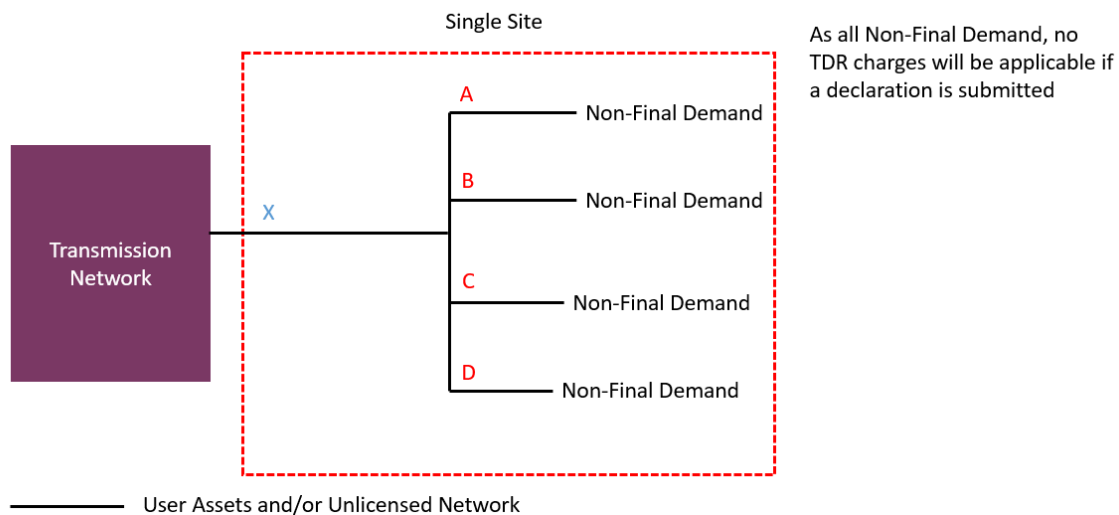 Single Site
As all Non-Final Demand, no
TDR charges will be applicable if
a declaration is submitted
A
Non-Final Demand
B
Non-Final Demand
X
Transmission
Network
C
Non-Final Demand
D
Non-Final Demand
User Assets and/or Unlicensed Network